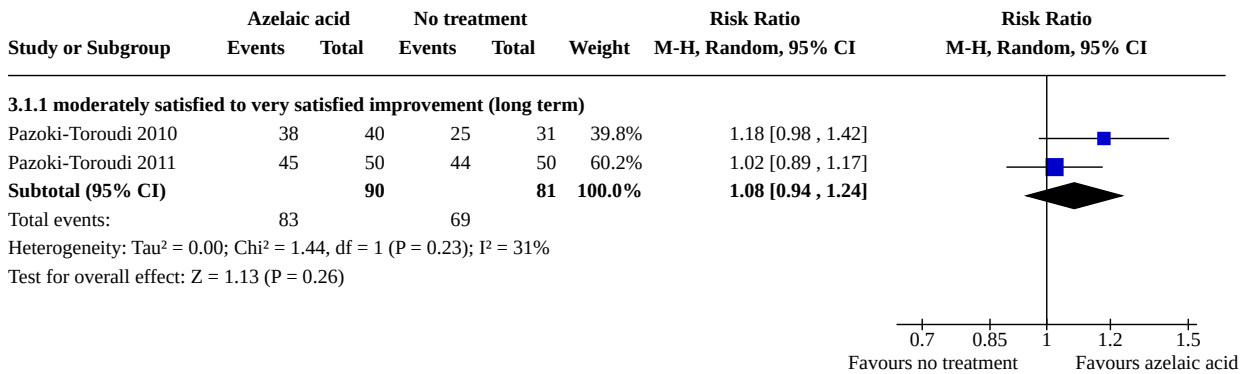 Azelaic acid No treatment Risk Ratio Risk Ratio
Study or Subgroup Events Total Events Total Weight M-H, Random, 95% CI M-H, Random, 95% CI
3.1.1 moderately satisfied to very satisfied improvement (long term)
Pazoki-Toroudi 2010 38 40 25 31 39.8% 1.18 [0.98 , 1.42]
Pazoki-Toroudi 2011 45 50 44 50 60.2% 1.02 [0.89 , 1.17]
Subtotal (95% CI) 90 81 100.0% 1.08 [0.94 , 1.24]
Total events: 83 69
Heterogeneity: Tau² = 0.00; Chi² = 1.44, df = 1 (P = 0.23); I² = 31%
Test for overall effect: Z = 1.13 (P = 0.26)
0.7 0.85 1 1.2 1.5
Favours no treatment Favours azelaic acid